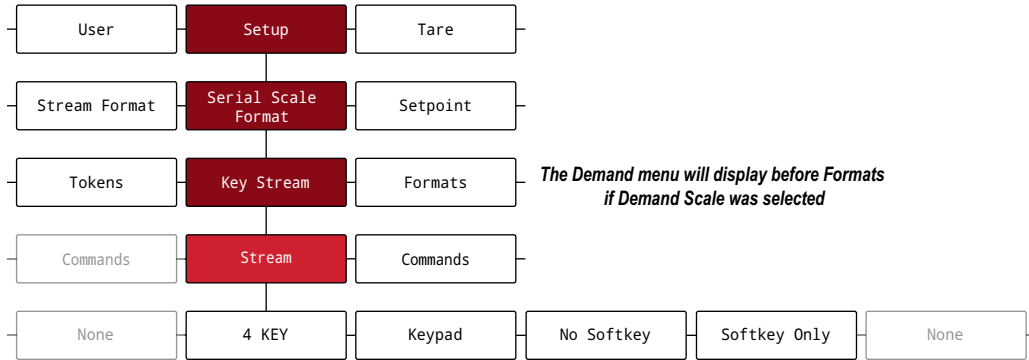 User Setup Tare
Stream Format Serial Scale Setpoint
Format
Tokens Key Stream Formats The Demand menu will display before Formats
if Demand Scale was selected
Commands Stream Commands
None 4 KEY Keypad No Softkey Softkey Only None